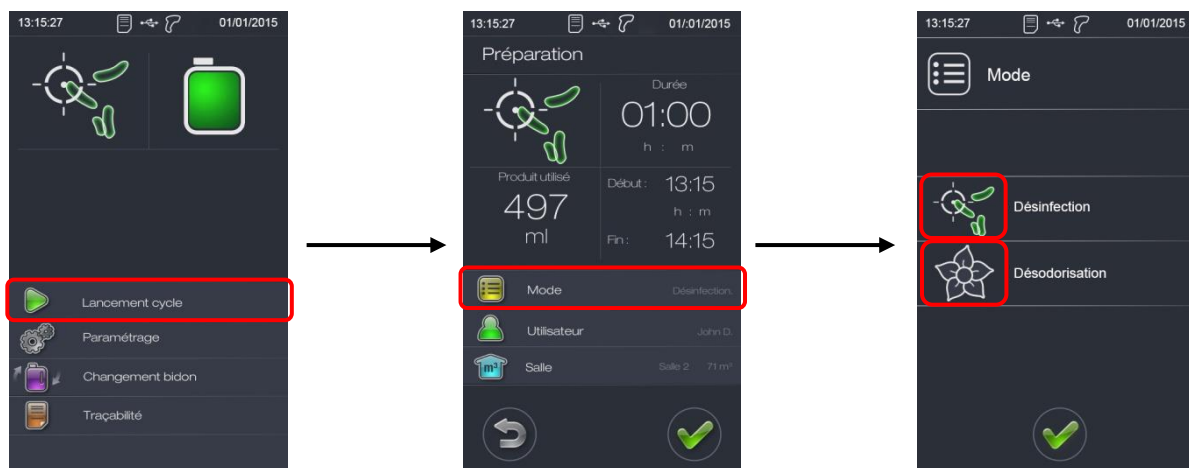 13:15:27 01/01/2015
Lancement cycle
Paramétrage
Changement bidon
Traçabilité
13:15:27 01/:01/2015
Préparation
Durée
01:00
h : m
Produit utilisé
497
ml
Début : 13:15
h : m
Fin : 14:15
Mode Désinfection.
Utilisateur John D.
m³ Salle Salle 2 71 m³
13:15:27 01/01/2015
Mode
Désinfection
Désodorisation